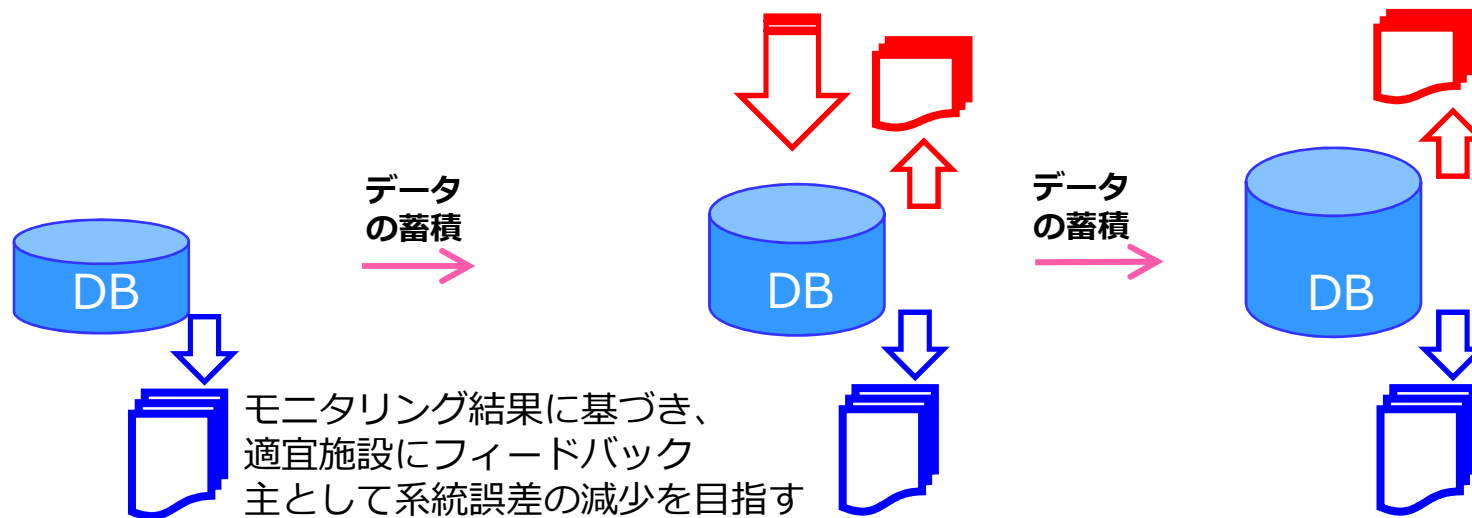 データ
の蓄積
データ
の蓄積
DB
DB
DB
モニタリング結果に基づき、
適宜施設にフィードバック
主として系統誤差の減少を目指す